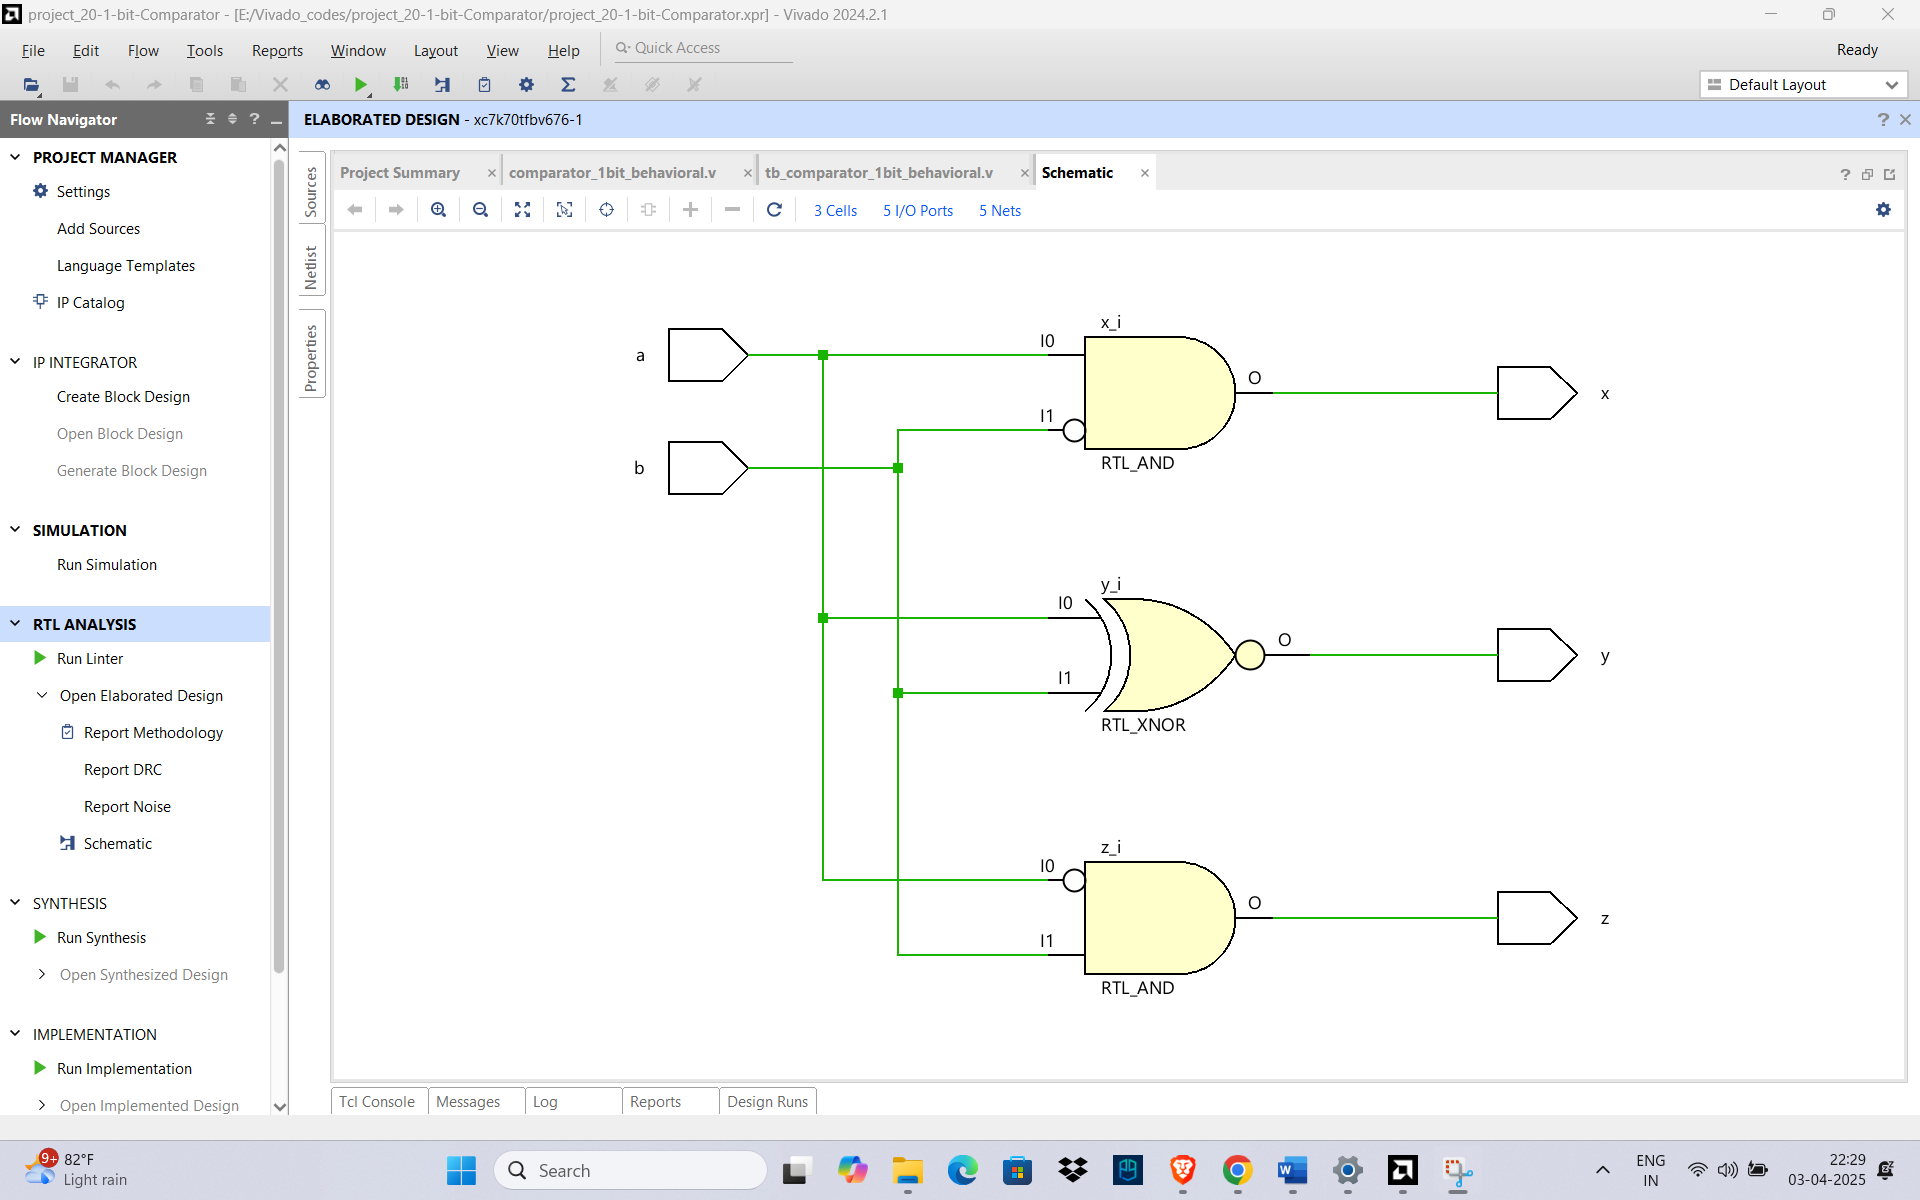 project_20-1-bit-Comparator - [E:/Vivado_codes/project_20-1-bit-Comparator/project_20-1-bit-Comparator.xpr] - Vivado 2024.2.1
File Edit Flow Tools Reports Window Layout View Help Quick Access Ready
Default Layout
Flow Navigator ?
ELABORATED DESIGN - xc7k70tfbv676-1 ?
PROJECT MANAGER
Settings
Add Sources
Language Templates
IP Catalog
IP INTEGRATOR
Create Block Design
Open Block Design
Generate Block Design
SIMULATION
Run Simulation
RTL ANALYSIS
Run Linter
Open Elaborated Design
Report Methodology
Report DRC
Report Noise
Schematic
SYNTHESIS
Run Synthesis
Open Synthesized Design
IMPLEMENTATION
Run Implementation
Open Implemented Design
Sources
Netlist
Properties
Project Summary comparator_1bit_behavioral.v tb_comparator_1bit_behavioral.v Schematic ?
3 Cells 5 I/O Ports 5 Nets
x_i
a I0
O x
I1
b RTL_AND
y_i
I0
O y
I1
RTL_XNOR
z_i
I0
O z
I1
RTL_AND
Tcl Console Messages Log Reports Design Runs
9+ 82°F
Light rain
Search
ENG
IN
22:29
03-04-2025